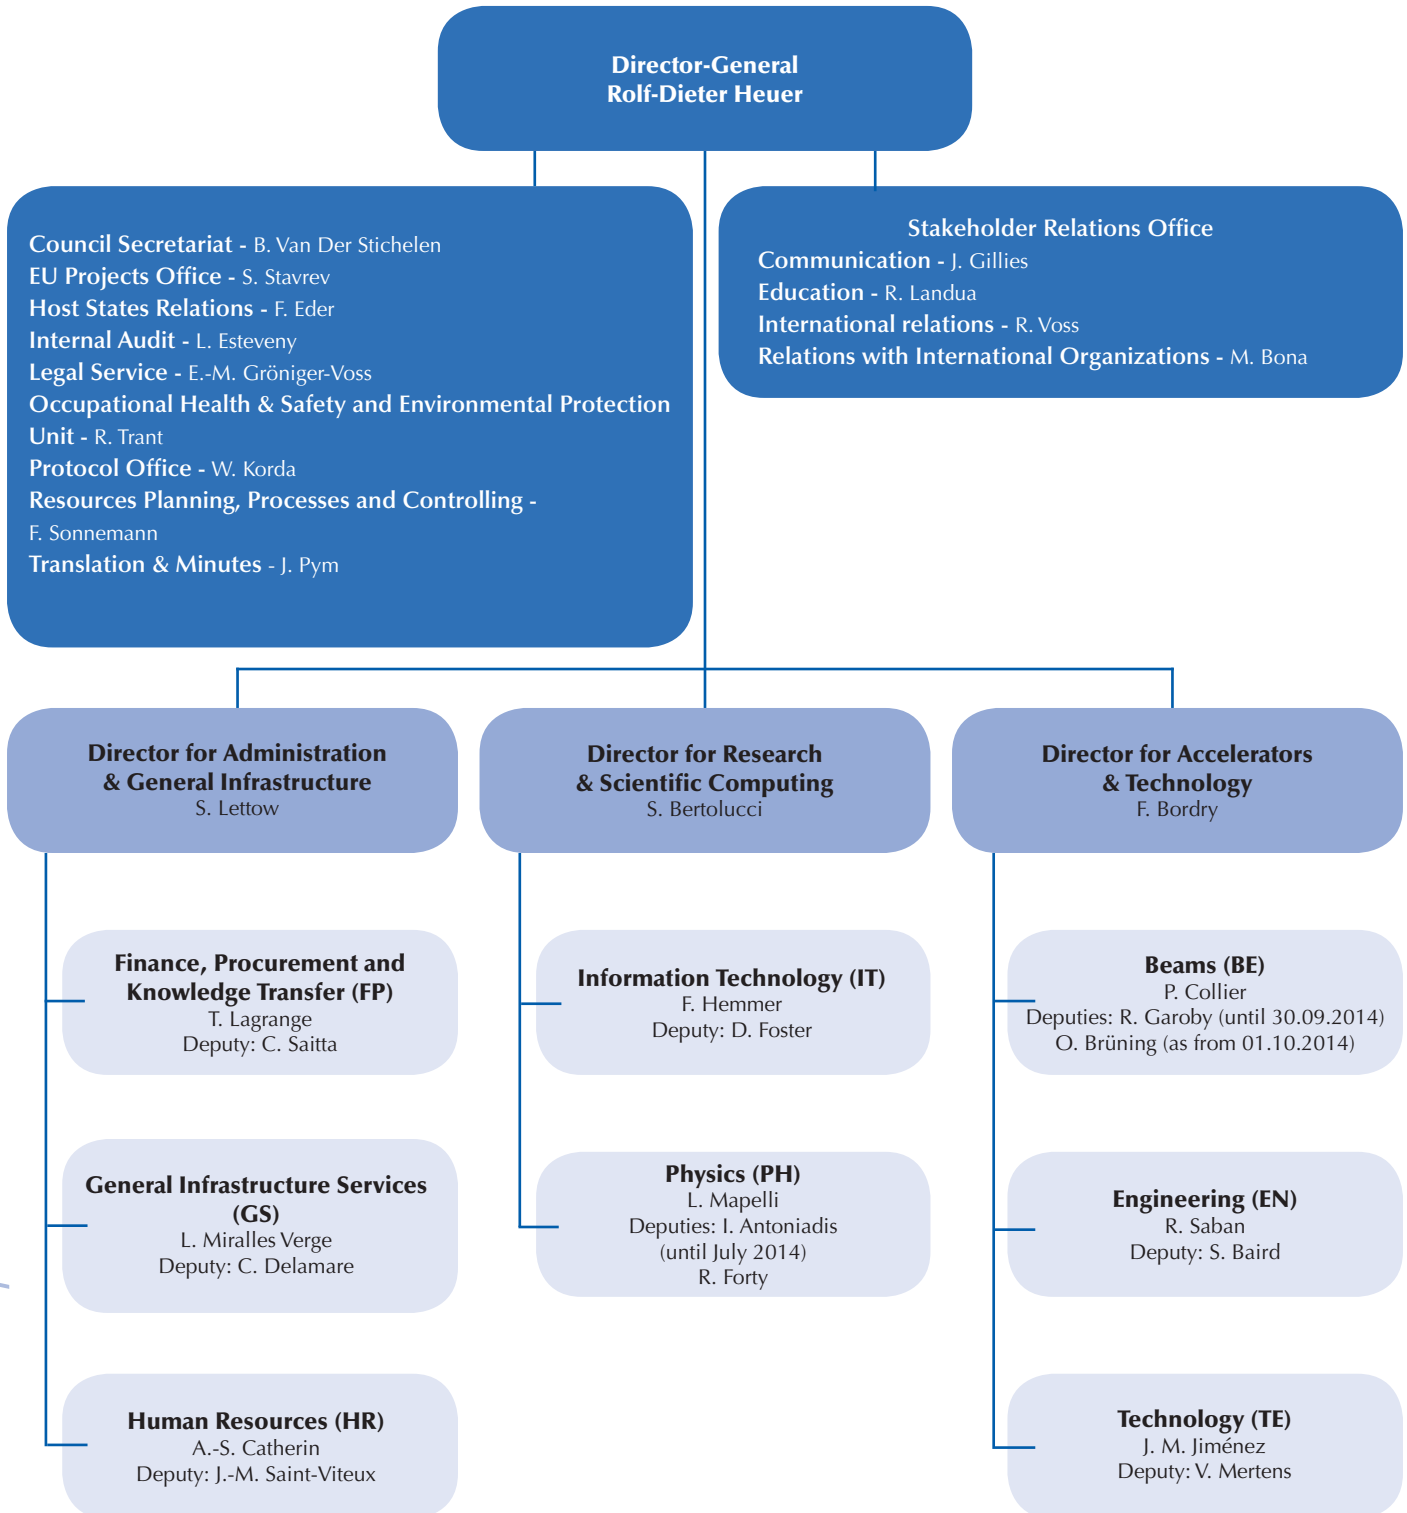 Director-General
Rolf-Dieter Heuer
Council Secretariat - B. Van Der Stichelen
EU Projects Office - S. Stavrev
Host States Relations - F. Eder
Internal Audit - L. Esteveny
Legal Service - E.-M. Gröniger-Voss
Occupational Health & Safety and Environmental Protection
Unit - R. Trant
Protocol Office - W. Korda
Resources Planning, Processes and Controlling -
F. Sonnemann
Translation & Minutes - J. Pym
Stakeholder Relations Office
Communication - J. Gillies
Education - R. Landua
International relations - R. Voss
Relations with International Organizations - M. Bona
Director for Administration
& General Infrastructure
S. Lettow
Director for Research
& Scientific Computing
S. Bertolucci
Director for Accelerators
& Technology
F. Bordry
Finance, Procurement and
Knowledge Transfer (FP)
T. Lagrange
Deputy: C. Saitta
Information Technology (IT)
F. Hemmer
Deputy: D. Foster
Beams (BE)
P. Collier
Deputies: R. Garoby (until 30.09.2014)
O. Brüning (as from 01.10.2014)
General Infrastructure Services
(GS)
L. Miralles Verge
Deputy: C. Delamare
Physics (PH)
L. Mapelli
Deputies: I. Antoniadis
(until July 2014)
R. Forty
Engineering (EN)
R. Saban
Deputy: S. Baird
Human Resources (HR)
A.-S. Catherin
Deputy: J.-M. Saint-Viteux
Technology (TE)
J. M. Jiménez
Deputy: V. Mertens